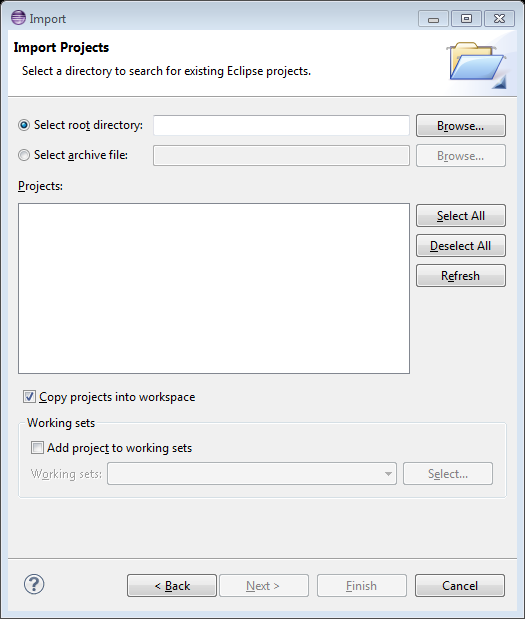 Import
Import Projects
Select a directory to search for existing Eclipse projects.
Select root directory: Browse...
Select archive file: Browse...
Projects:
Select All
Deselect All
Refresh
Copy projects into workspace
Working sets
Add project to working sets
Working sets: Select...
? < Back Next > Finish Cancel